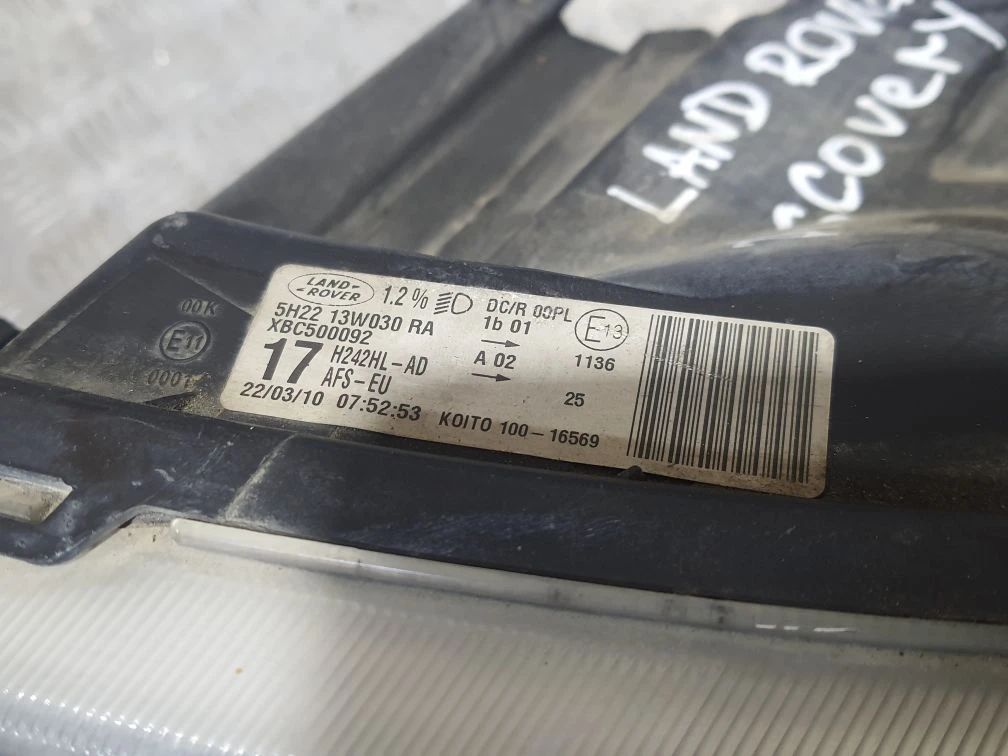 LAND ROVE
COVERY
LAND-
-ROVER
1.2%
DC/R 00PL
5H22 13W030 RA
1b 01
E13
XBC500092
→
17
H242HL-AD
A 02
1136
AFS-EU
→
25
22/03/10 07:52:53
KOITO 100-16569
00K
E11
0001